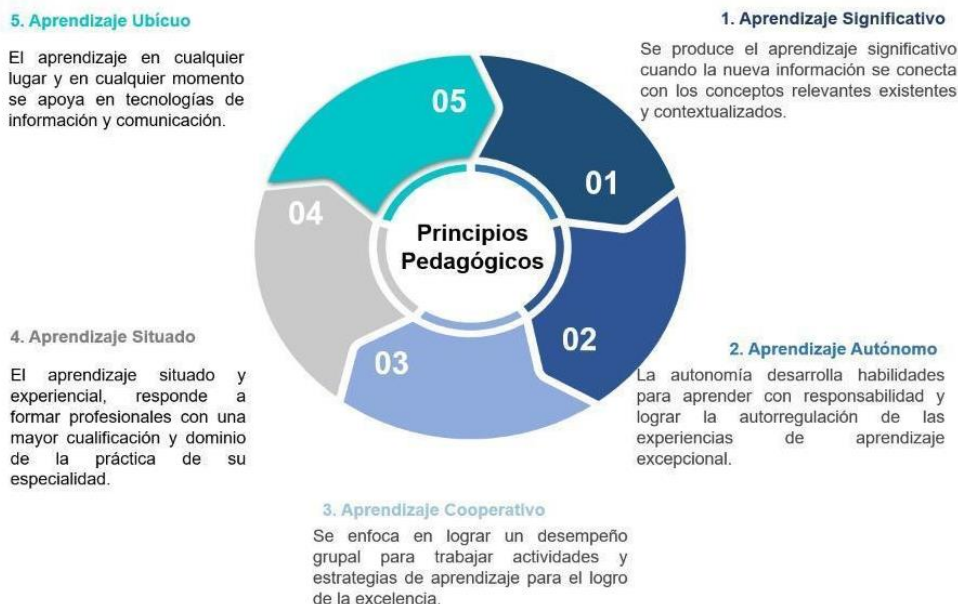 5. Aprendizaje Ubícuo
El aprendizaje en cualquier
lugar y en cualquier momento
se apoya en tecnologías de
información y comunicación.
1. Aprendizaje Significativo
Se produce el aprendizaje significativo
cuando la nueva información se conecta
con los conceptos relevantes existentes
y contextualizados.
05
01
04
Principios
Pedagógicos
02
03
4. Aprendizaje Situado
El aprendizaje situado y
experiencial, responde a
formar profesionales con una
mayor cualificación y dominio
de la práctica de su
especialidad.
2. Aprendizaje Autónomo
La autonomía desarrolla habilidades
para aprender con responsabilidad y
lograr la autorregulación de las
experiencias de aprendizaje
excepcional.
3. Aprendizaje Cooperativo
Se enfoca en lograr un desempeño
grupal para trabajar actividades y
estrategias de aprendizaje para el logro
de la excelencia.